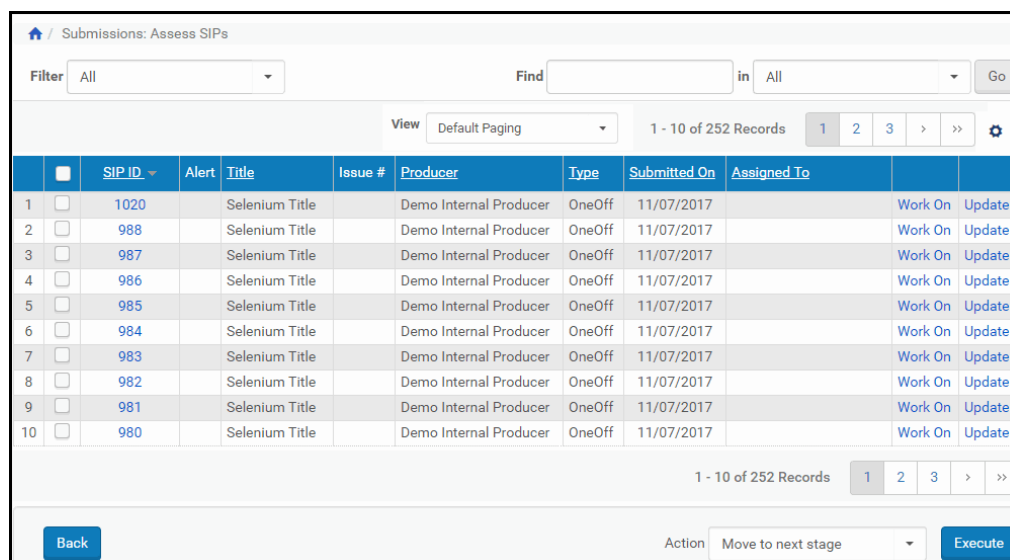 / Submissions: Assess SIPs
Filter All Find in All Go
View Default Paging 1 - 10 of 252 Records 1 2 3 › »
SIP ID Alert Title Issue # Producer Type Submitted On Assigned To
1 1020 Selenium Title Demo Internal Producer OneOff 11/07/2017 Work On Update
2 988 Selenium Title Demo Internal Producer OneOff 11/07/2017 Work On Update
3 987 Selenium Title Demo Internal Producer OneOff 11/07/2017 Work On Update
4 986 Selenium Title Demo Internal Producer OneOff 11/07/2017 Work On Update
5 985 Selenium Title Demo Internal Producer OneOff 11/07/2017 Work On Update
6 984 Selenium Title Demo Internal Producer OneOff 11/07/2017 Work On Update
7 983 Selenium Title Demo Internal Producer OneOff 11/07/2017 Work On Update
8 982 Selenium Title Demo Internal Producer OneOff 11/07/2017 Work On Update
9 981 Selenium Title Demo Internal Producer OneOff 11/07/2017 Work On Update
10 980 Selenium Title Demo Internal Producer OneOff 11/07/2017 Work On Update
1 - 10 of 252 Records 1 2 3 › »
Back Action Move to next stage Execute